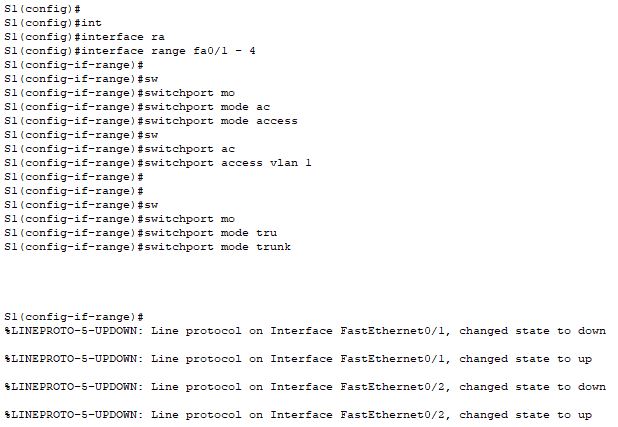 S1(config)#
S1(config)#int
S1(config)#interface ra
S1(config)#interface range fa0/1 - 4
S1(config-if-range)#
S1(config-if-range)#sw
S1(config-if-range)#switchport mo
S1(config-if-range)#switchport mode ac
S1(config-if-range)#switchport mode access
S1(config-if-range)#sw
S1(config-if-range)#switchport ac
S1(config-if-range)#switchport access vlan 1
S1(config-if-range)#
S1(config-if-range)#
S1(config-if-range)#sw
S1(config-if-range)#switchport mo
S1(config-if-range)#switchport mode tru
S1(config-if-range)#switchport mode trunk
S1(config-if-range)#
%LINEPROTO-5-UPDOWN: Line protocol on Interface FastEthernet0/1, changed state to down
%LINEPROTO-5-UPDOWN: Line protocol on Interface FastEthernet0/1, changed state to up
%LINEPROTO-5-UPDOWN: Line protocol on Interface FastEthernet0/2, changed state to down
%LINEPROTO-5-UPDOWN: Line protocol on Interface FastEthernet0/2, changed state to up